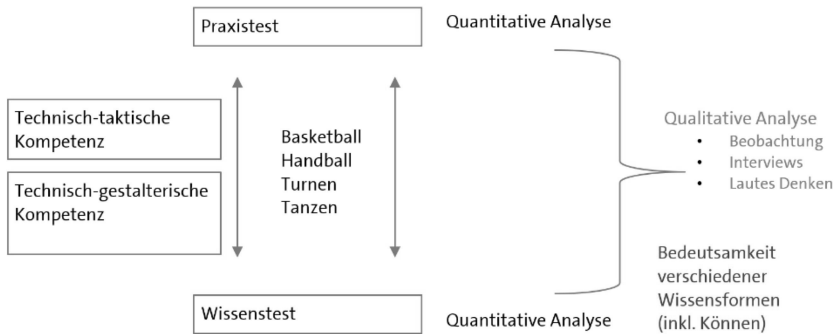 Praxistest
Quantitative Analyse
Technisch-taktische
Kompetenz
Technisch-gestalterische
Kompetenz
Basketball
Handball
Turnen
Tanzen
Qualitative Analyse
• Beobachtung
• Interviews
• Lautes Denken
Bedeutsamkeit
verschiedener
Wissensformen
(inkl. Können)
Wissenstest
Quantitative Analyse